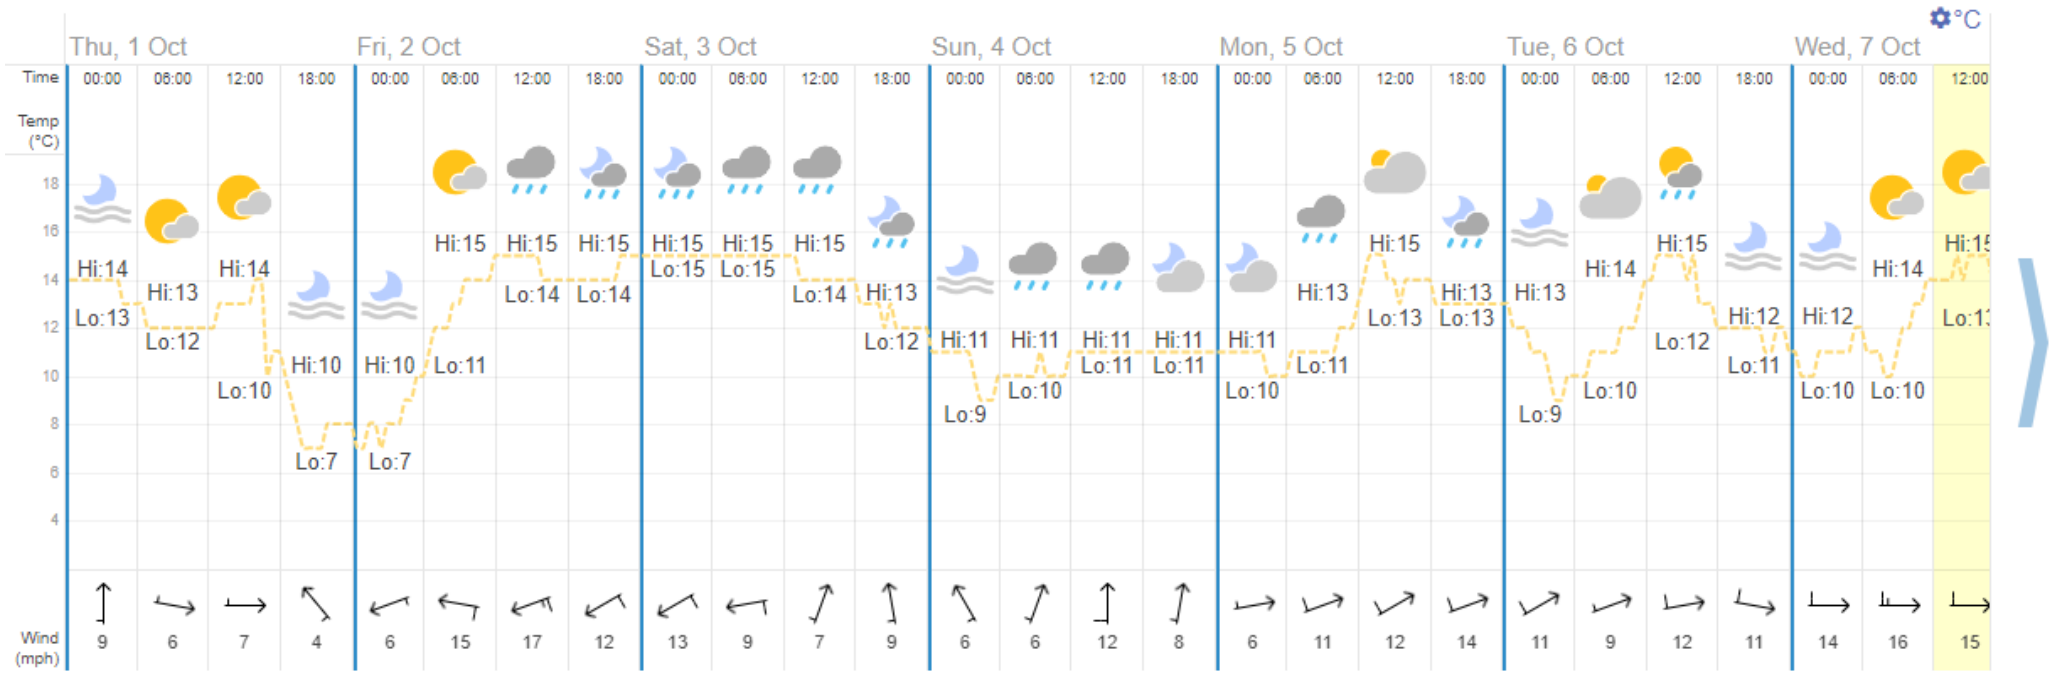 °C
Thu, 1 Oct Fri, 2 Oct Sat, 3 Oct Sun, 4 Oct Mon, 5 Oct Tue, 6 Oct Wed, 7 Oct
Time 00:00 06:00 12:00 18:00 00:00 06:00 12:00 18:00 00:00 06:00 12:00 18:00 00:00 06:00 12:00 18:00 00:00 06:00 12:00 18:00 00:00 06:00 12:00 18:00 00:00 06:00 12:00
Temp
(°C)
18
16
14
12
10
8
6
4
Hi:14 Hi:13 Hi:14 Hi:10 Hi:10 Hi:15 Hi:15 Hi:15 Hi:15 Hi:15 Hi:15 Hi:13 Hi:11 Hi:11 Hi:11 Hi:11 Hi:11 Hi:13 Hi:15 Hi:13 Hi:13 Hi:14 Hi:15 Hi:12 Hi:12 Hi:14 Hi:15
Lo:13 Lo:12 Lo:10 Lo:7 Lo:7 Lo:11 Lo:14 Lo:14 Lo:15 Lo:15 Lo:14 Lo:12 Lo:9 Lo:10 Lo:11 Lo:11 Lo:10 Lo:11 Lo:13 Lo:13 Lo:9 Lo:10 Lo:12 Lo:11 Lo:10 Lo:10 Lo:13
Wind
(mph)
9 6 7 4 6 15 17 12 13 9 7 9 6 6 12 8 6 11 12 14 11 9 12 11 14 16 15